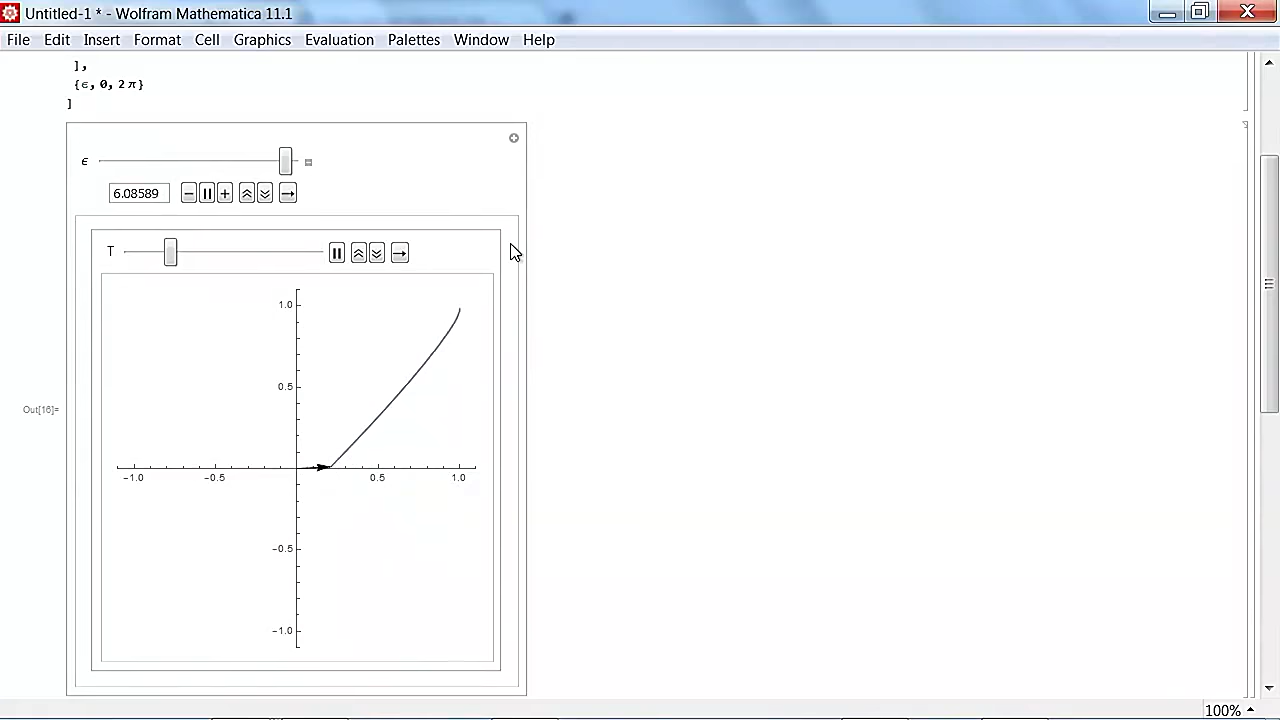 Untitled-1 * - Wolfram Mathematica 11.1
File Edit Insert Format Cell Graphics Evaluation Palettes Window Help
],
{ϵ, 0, 2 π}
]
ϵ
6.08589
T
1.0
0.5
Out[16]=
-1.0 -0.5 0.5 1.0
-0.5
-1.0
100%